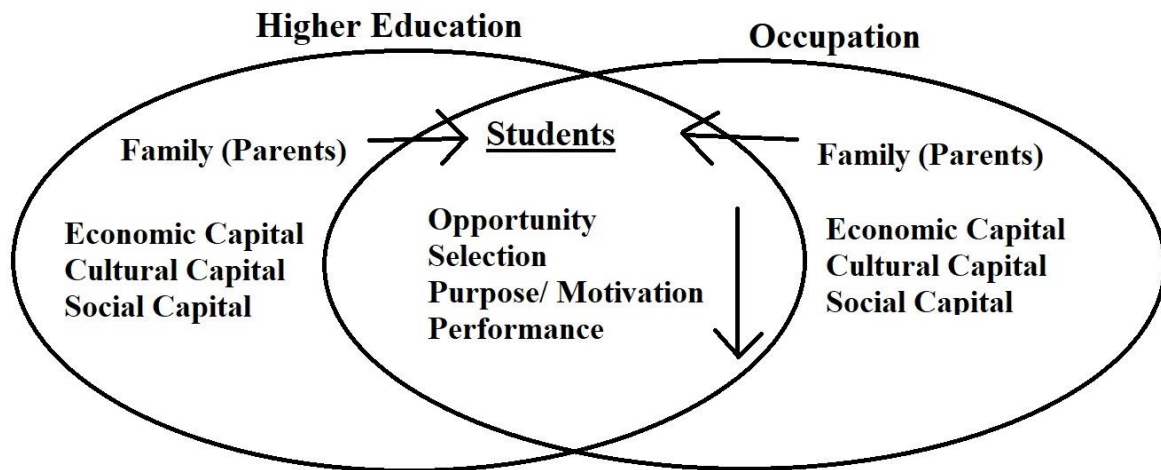 Higher Education
Occupation
Family (Parents)
Economic Capital
Cultural Capital
Social Capital
Students
Opportunity
Selection
Purpose/ Motivation
Performance
Family (Parents)
Economic Capital
Cultural Capital
Social Capital